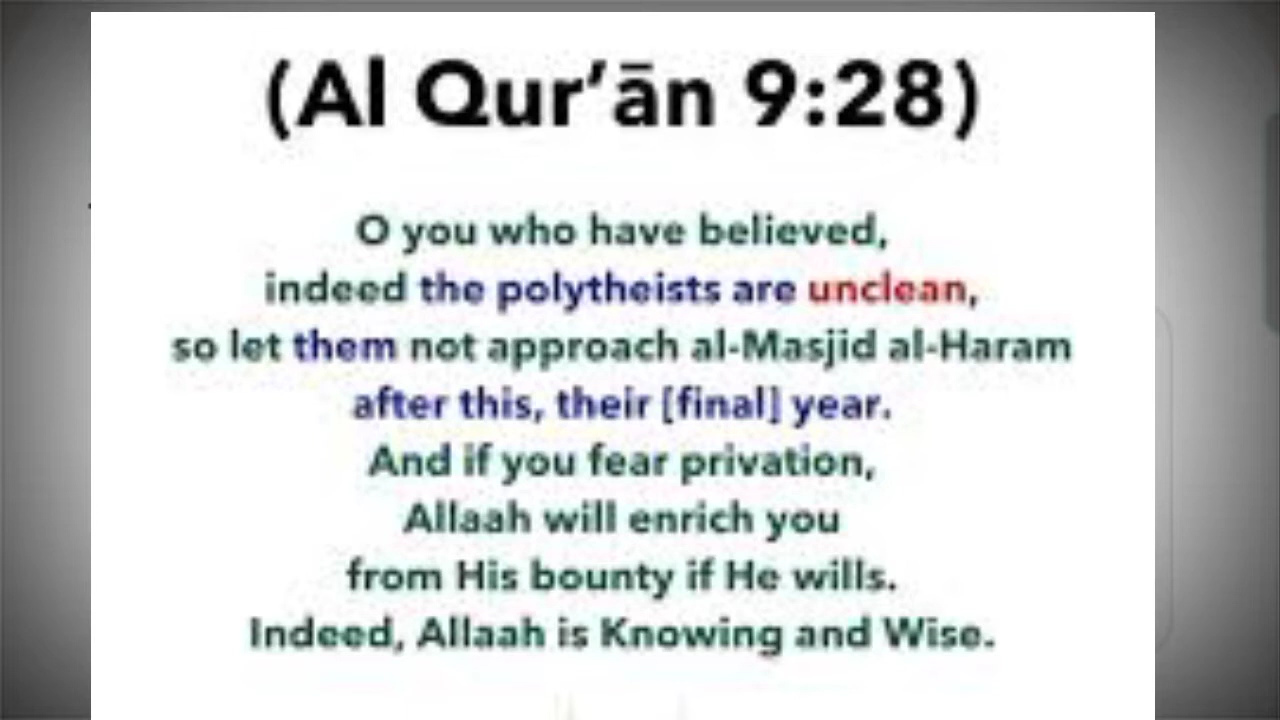 (Al Qur’ān 9:28)
O you who have believed,
indeed the polytheists are unclean,
so let them not approach al-Masjid al-Haram
after this, their [final] year.
And if you fear privation,
Allaah will enrich you
from His bounty if He wills.
Indeed, Allaah is Knowing and Wise.